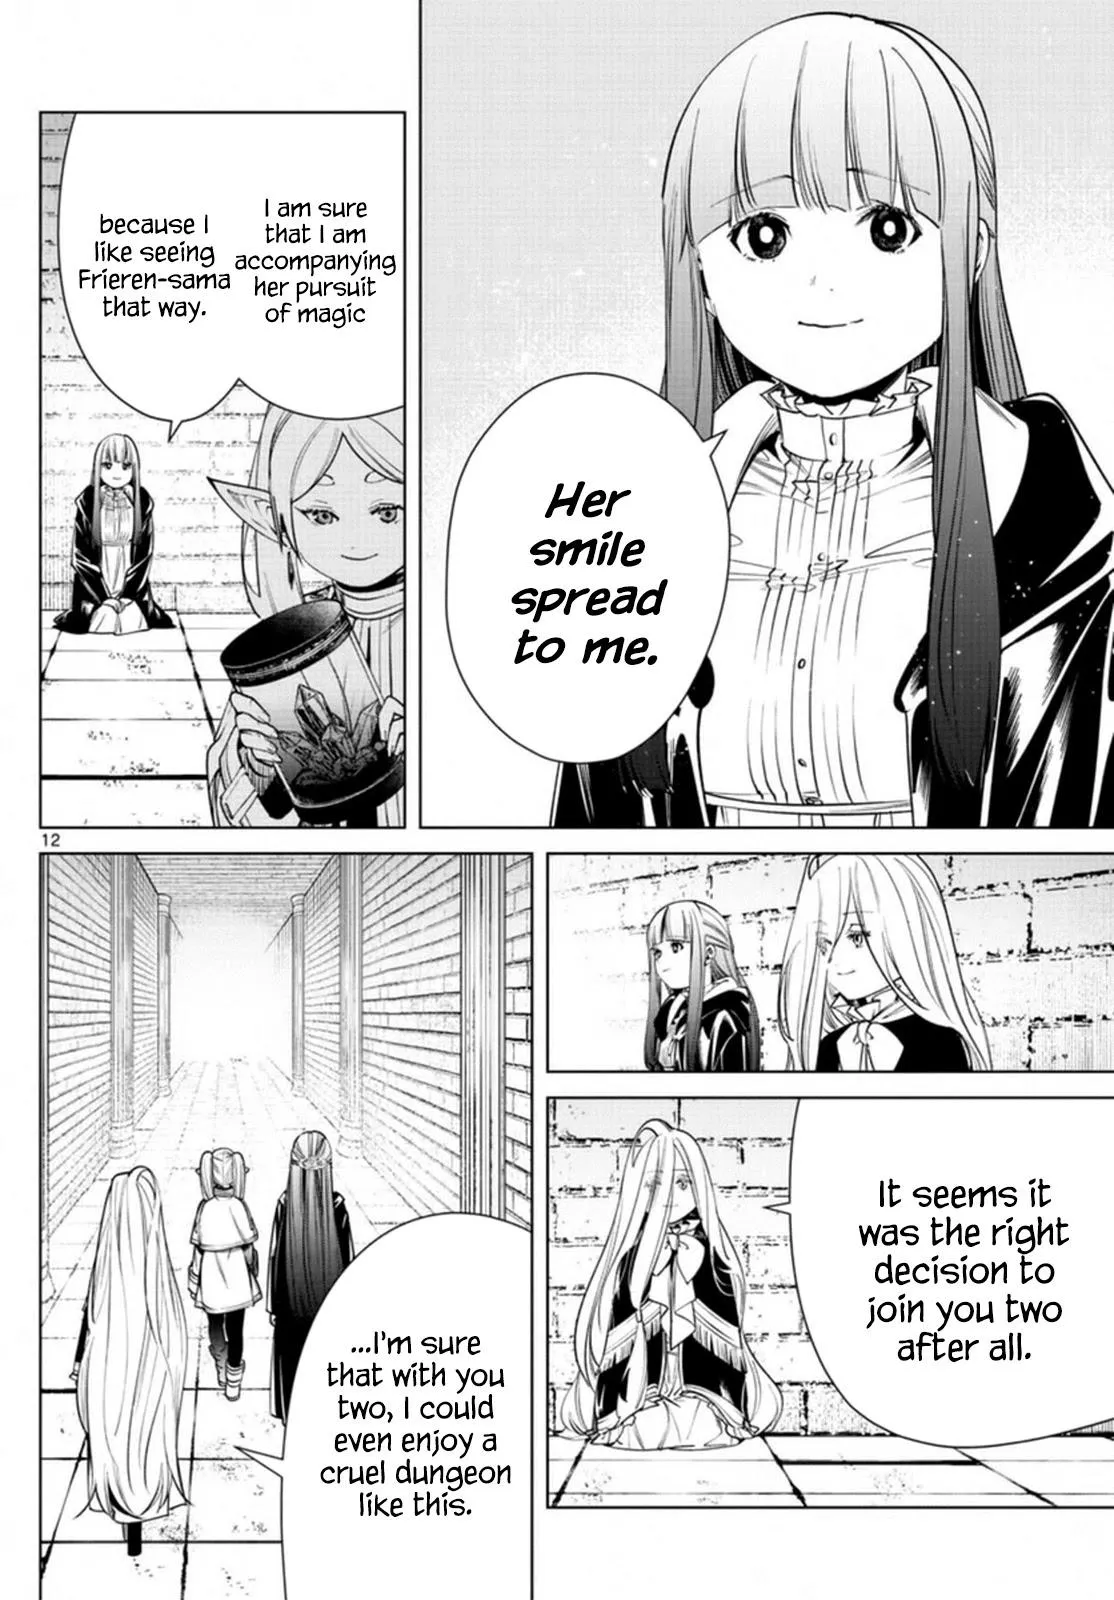 Her
smile
spread
to me.
I am sure
that I am
accompanying
her pursuit
of magic
because I
like seeing
Frieren-sama
that way.
12
It seems it
was the right
decision to
join you two
after all.
...I'm sure
that with you
two, I could
even enjoy a
cruel dungeon
like this.